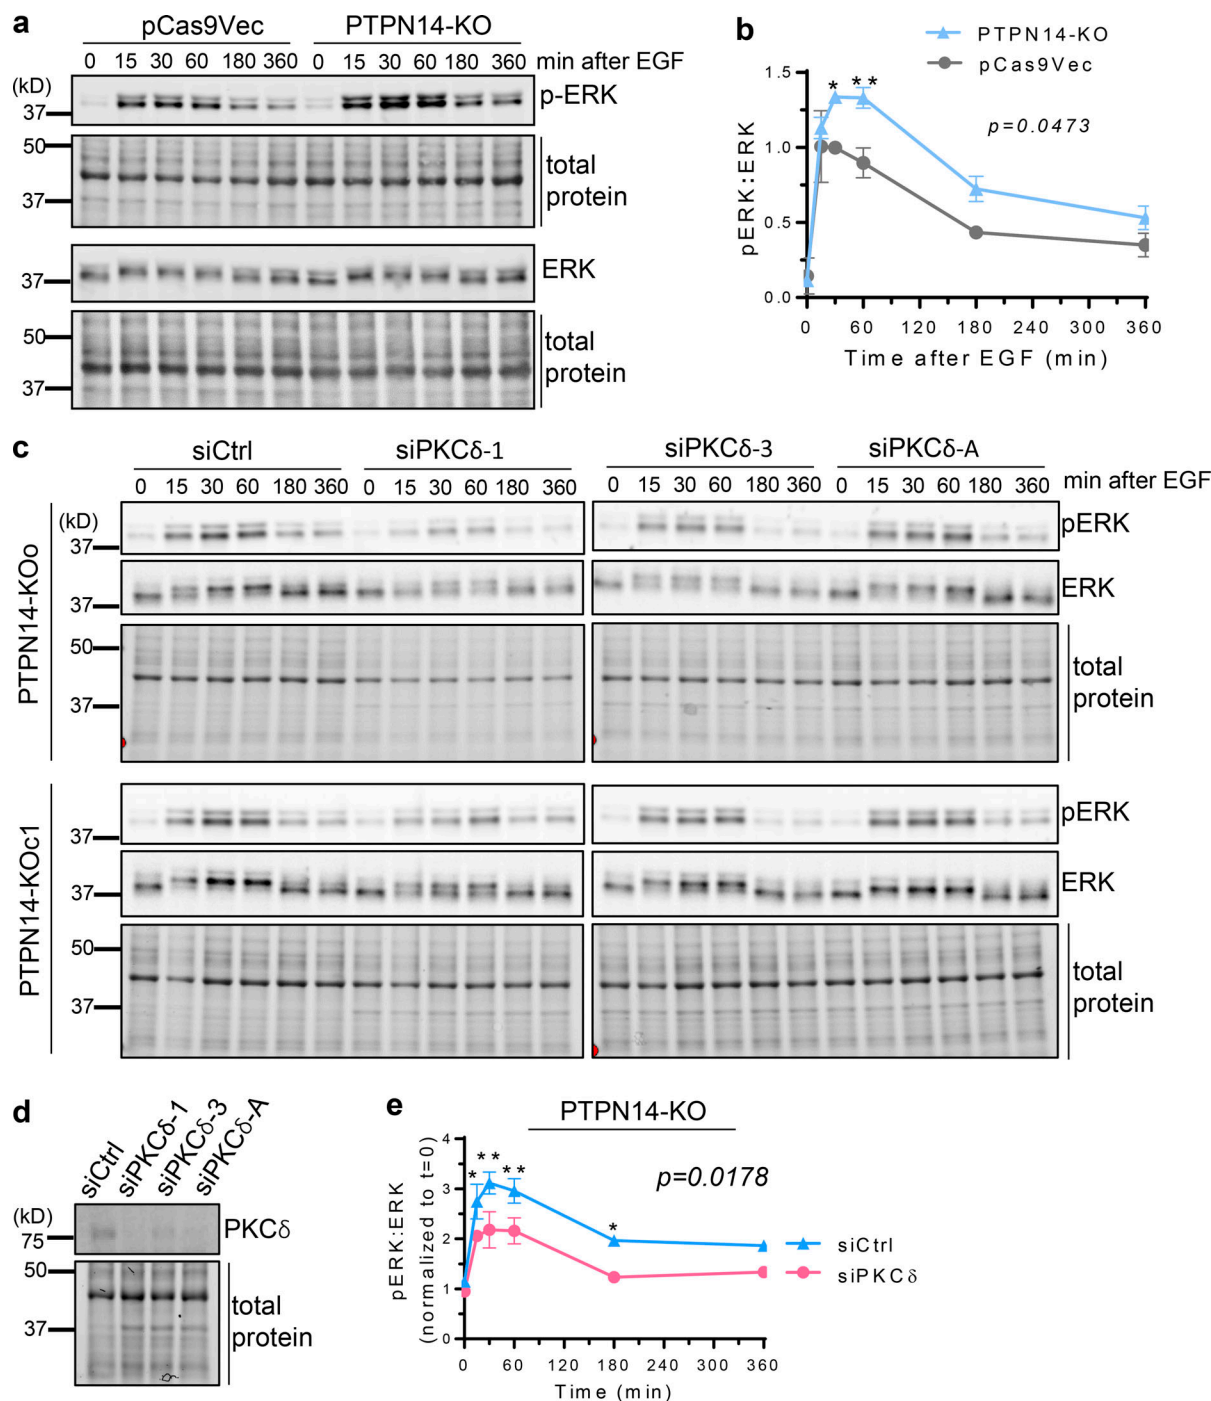 a
pCas9Vec PTPN14-KO
0 15 30 60 180 360 0 15 30 60 180 360 min after EGF
(kD)
p-ERK
37
50
total
protein
37
ERK
37
50
total
protein
37
b
PTPN14-KO
pCas9Vec
1.5
* **
p=0.0473
1.0
pERK:ERK
0.5
0.0
0 60 120 180 240 300 360
Time after EGF (min)
c
siCtrl siPKCδ-1 siPKCδ-3 siPKCδ-A
0 15 30 60 180 360 0 15 30 60 180 360 0 15 30 60 180 360 0 15 30 60 180 360 min after EGF
PTPN14-KOo
(kD)
pERK
37
ERK
37
50
total
protein
37
PTPN14-KOc1
pERK
37
ERK
37
50
total
protein
37
d
siCtrl
siPKCδ-1
siPKCδ-3
siPKCδ-A
(kD)
PKCδ
75
50
total
protein
37
e
PTPN14-KO
pERK:ERK
(normalized to t=0)
4
* ** **
p=0.0178
3
*
2
siCtrl
siPKCδ
1
0
0 60 120 180 240 300 360
Time (min)